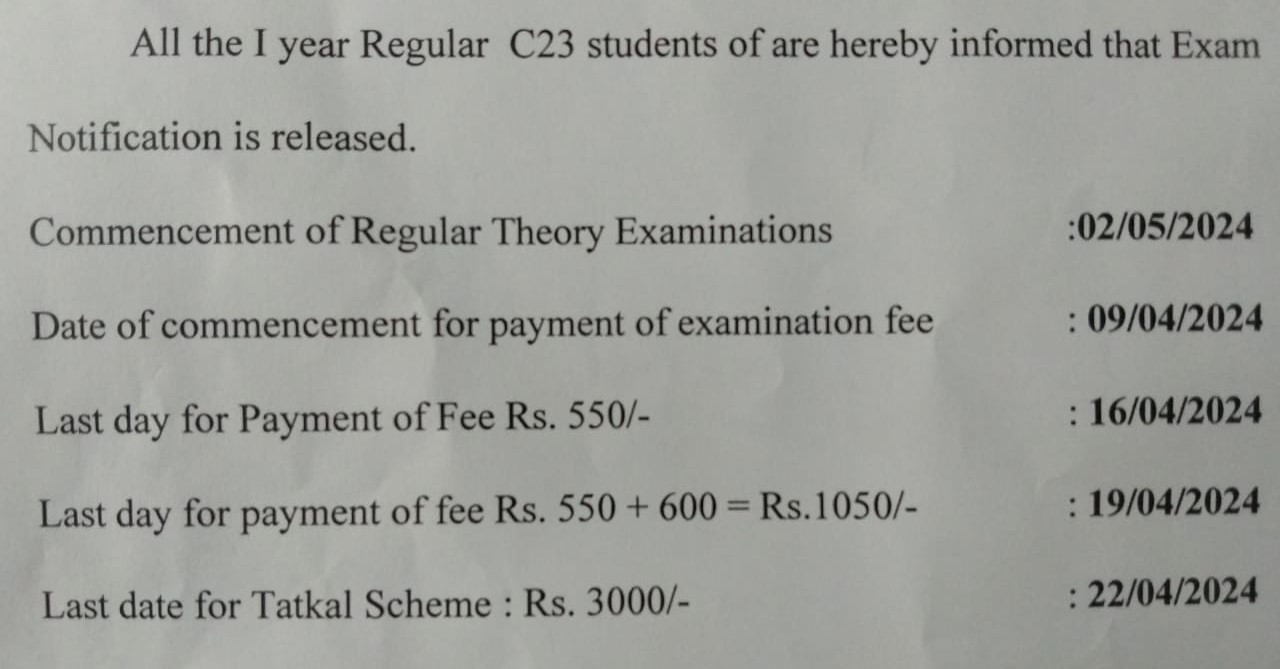 All the I year Regular C23 students of are hereby informed that Exam
Notification is released.
Commencement of Regular Theory Examinations :02/05/2024
Date of commencement for payment of examination fee : 09/04/2024
Last day for Payment of Fee Rs. 550/- : 16/04/2024
Last day for payment of fee Rs. 550 + 600 = Rs.1050/- : 19/04/2024
Last date for Tatkal Scheme : Rs. 3000/- : 22/04/2024